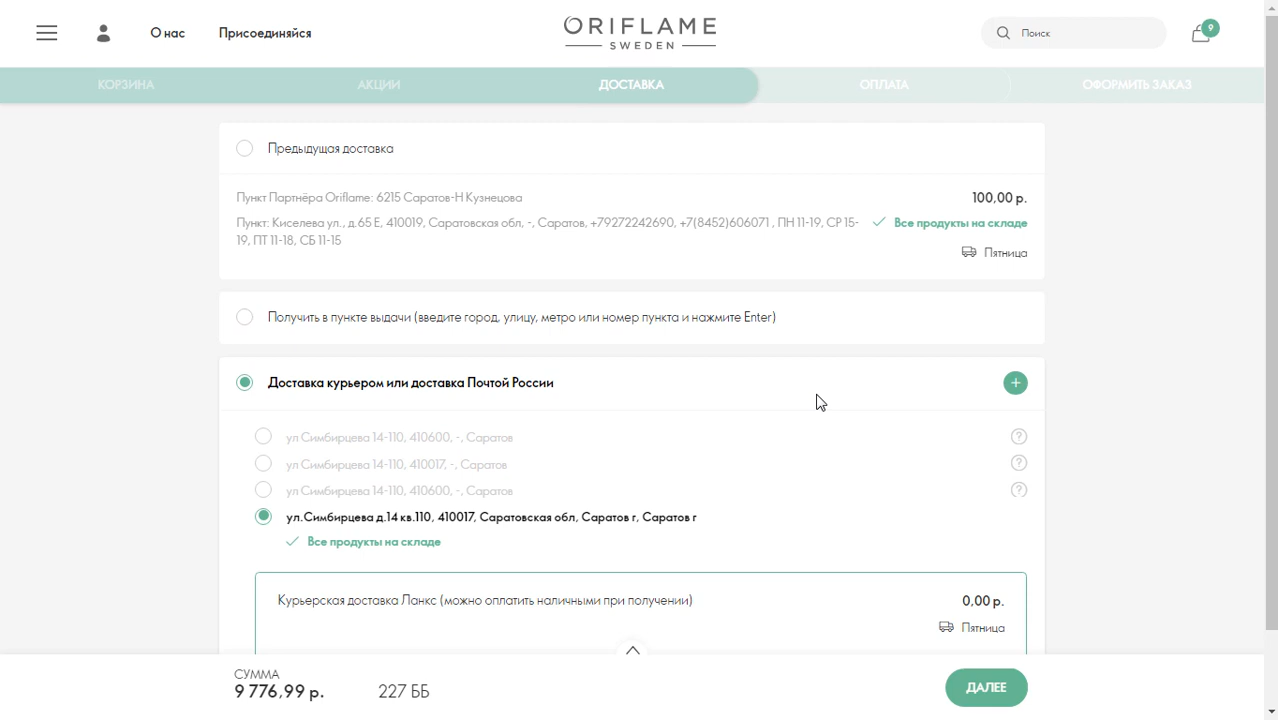 О нас
Присоединяйся
ORIFLAME
SWEDEN
Поиск
9
КОРЗИНА
АКЦИИ
ДОСТАВКА
ОПЛАТА
ОФОРМИТЬ ЗАКАЗ
Предыдущая доставка
Пункт Партнёра Oriflame: 6215 Саратов-Н Кузнецова
100,00 р.
Пункт: Киселева ул., д.65 Е, 410019, Саратовская обл, -, Саратов, +79272242690, +7(8452)606071 , ПН 11-19, СР 15-
19, ПТ 11-18, СБ 11-15
Все продукты на складе
Пятница
Получить в пункте выдачи (введите город, улицу, метро или номер пункта и нажмите Enter)
Доставка курьером или доставка Почтой России
+
ул Симбирцева 14-110, 410600, -, Саратов
?
ул Симбирцева 14-110, 410017, -, Саратов
?
ул Симбирцева 14-110, 410600, -, Саратов
?
ул.Симбирцева д.14 кв.110, 410017, Саратовская обл, Саратов г, Саратов г
Все продукты на складе
Курьерская доставка Ланкс (можно оплатить наличными при получении)
0,00 р.
Пятница
СУММА
9 776,99 р.
227 ББ
ДАЛЕЕ